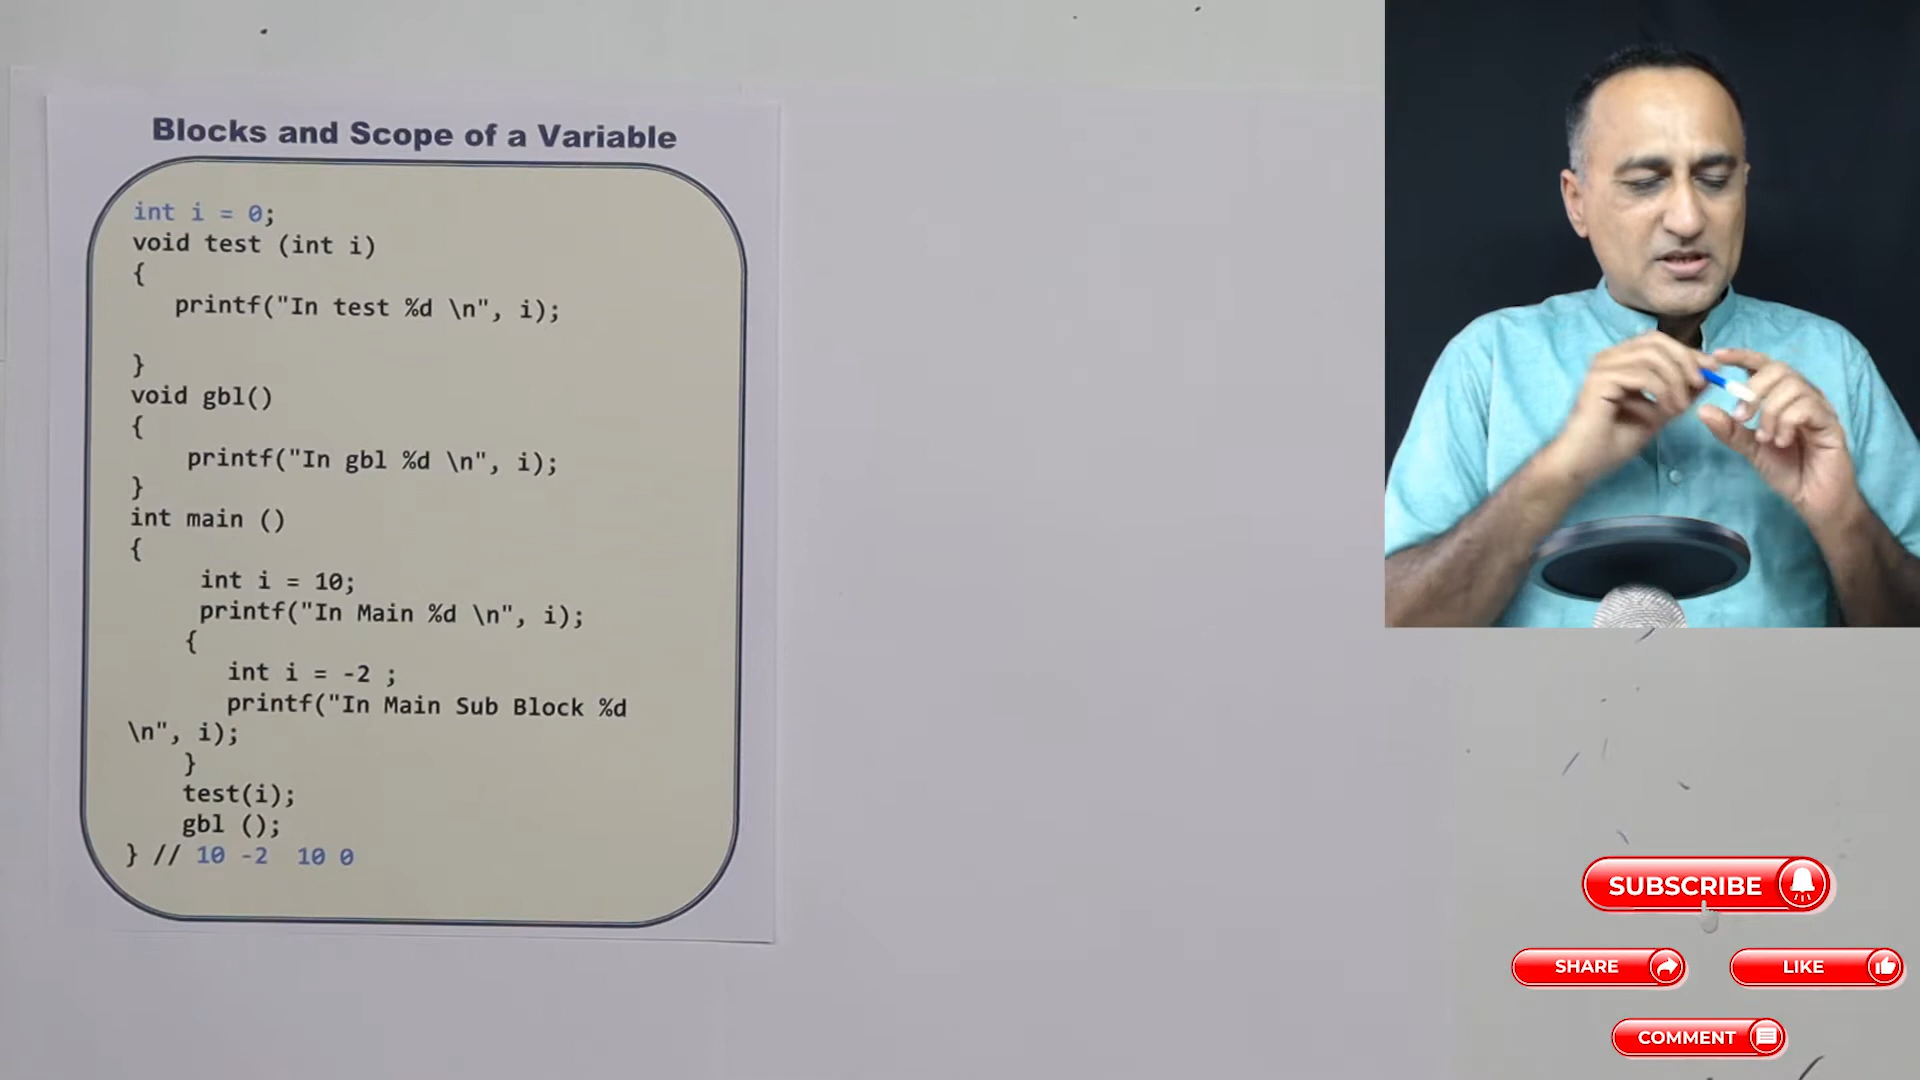 Blocks and Scope of a Variable
int i = 0;
void test (int i)
{
printf("In test %d \n", i);
}
void gbl()
{
printf("In gbl %d \n", i);
}
int main ()
{
int i = 10;
printf("In Main %d \n", i);
{
int i = -2 ;
printf("In Main Sub Block %d
\n", i);
}
test(i);
gbl ();
} // 10 -2  10 0
SUBSCRIBE
SHARE
LIKE
COMMENT